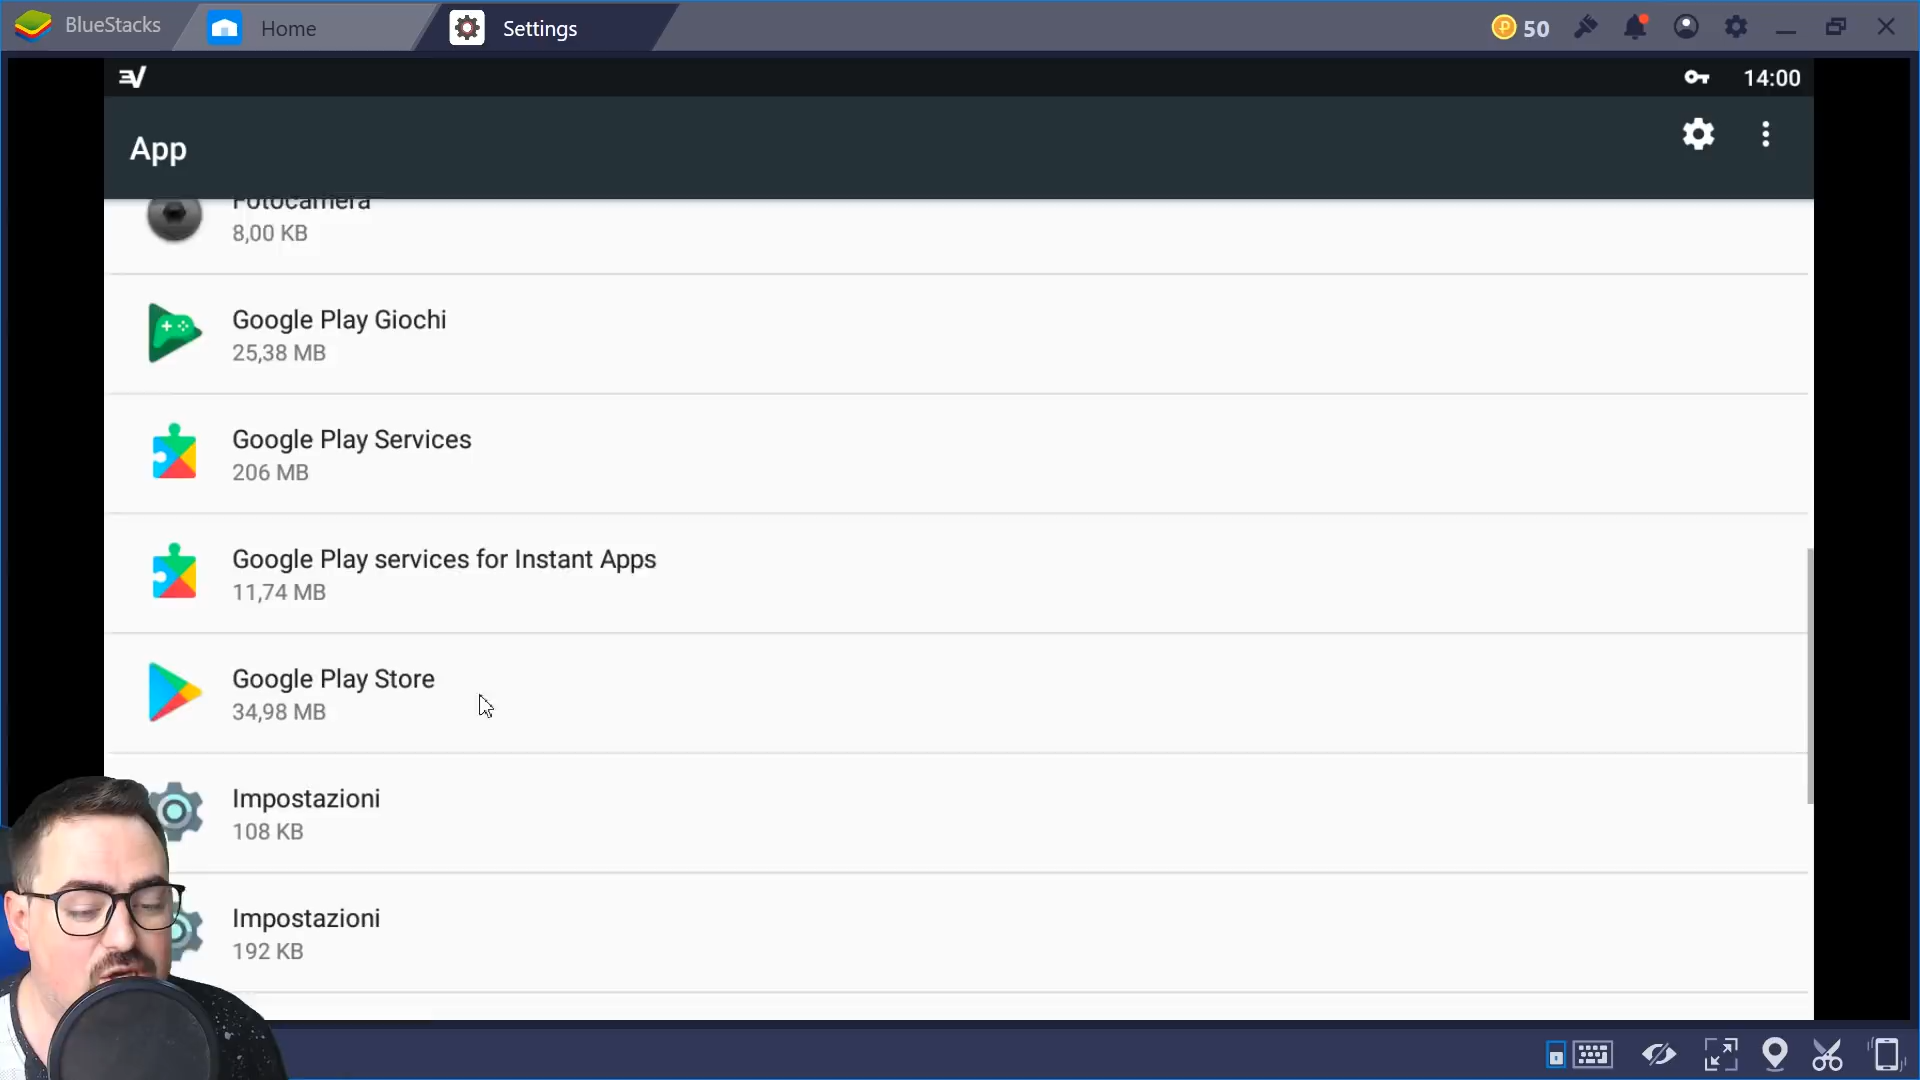 BlueStacks
Home
Settings
50
14:00
App
Fotocamera
8,00 KB
Google Play Giochi
25,38 MB
Google Play Services
206 MB
Google Play services for Instant Apps
11,74 MB
Google Play Store
34,98 MB
Impostazioni
108 KB
Impostazioni
192 KB